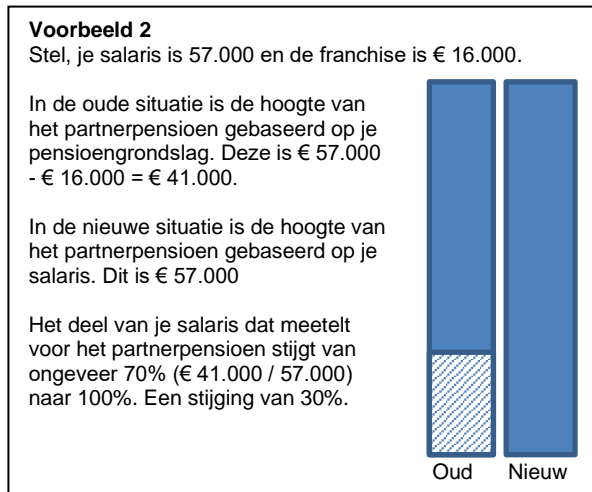 Voorbeeld 2
Stel, je salaris is 57.000 en de franchise is € 16.000.
In de oude situatie is de hoogte van
het partnerpensioen gebaseerd op je
pensioengrondslag. Deze is € 57.000
- € 16.000 = € 41.000.
In de nieuwe situatie is de hoogte van
het partnerpensioen gebaseerd op je
salaris. Dit is € 57.000
Het deel van je salaris dat meetelt
voor het partnerpensioen stijgt van
ongeveer 70% (€ 41.000 / 57.000)
naar 100%. Een stijging van 30%.
Oud Nieuw